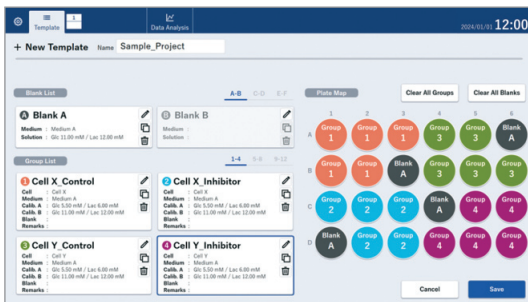 Template
1
Data Analysis
2024/01/01 12:00
+ New Template Name Sample_Project
Blank List A-B C-D E-F
A Blank A
Medium : Medium A
Solution : Glc 11.00 mM / Lac 12.00 mM
B Blank B
Medium :
Solution :
Group List 1-4 5-8 9-12
1 Cell X_Control
Cell : Cell X
Medium : Medium A
Calib. A : Glc 5.50 mM / Lac 6.00 mM
Calib. B : Glc 11.00 mM / Lac 12.00 mM
Blank :
Remarks :
2 Cell X_Inhibitor
Cell : Cell X
Medium : Medium A
Calib. A : Glc 5.50 mM / Lac 6.00 mM
Calib. B : Glc 11.00 mM / Lac 12.00 mM
Blank :
Remarks :
3 Cell Y_Control
Cell : Cell Y
Medium : Medium A
Calib. A : Glc 5.50 mM / Lac 6.00 mM
Calib. B : Glc 11.00 mM / Lac 12.00 mM
Blank :
Remarks :
4 Cell Y_Inhibitor
Cell : Cell Y
Medium : Medium A
Calib. A : Glc 5.50 mM / Lac 6.00 mM
Calib. B : Glc 11.00 mM / Lac 12.00 mM
Blank :
Remarks :
Plate Map Clear All Groups Clear All Blanks
1 2 3 4 5 6
A Group 1 Group 1 Group 1 Group 3 Group 3 Blank A
B Group 1 Group 1 Blank A Group 3 Group 3 Group 3
C Group 2 Group 2 Group 2 Blank A Group 4 Group 4
D Blank A Group 2 Group 2 Group 4 Group 4 Group 4
Cancel Save